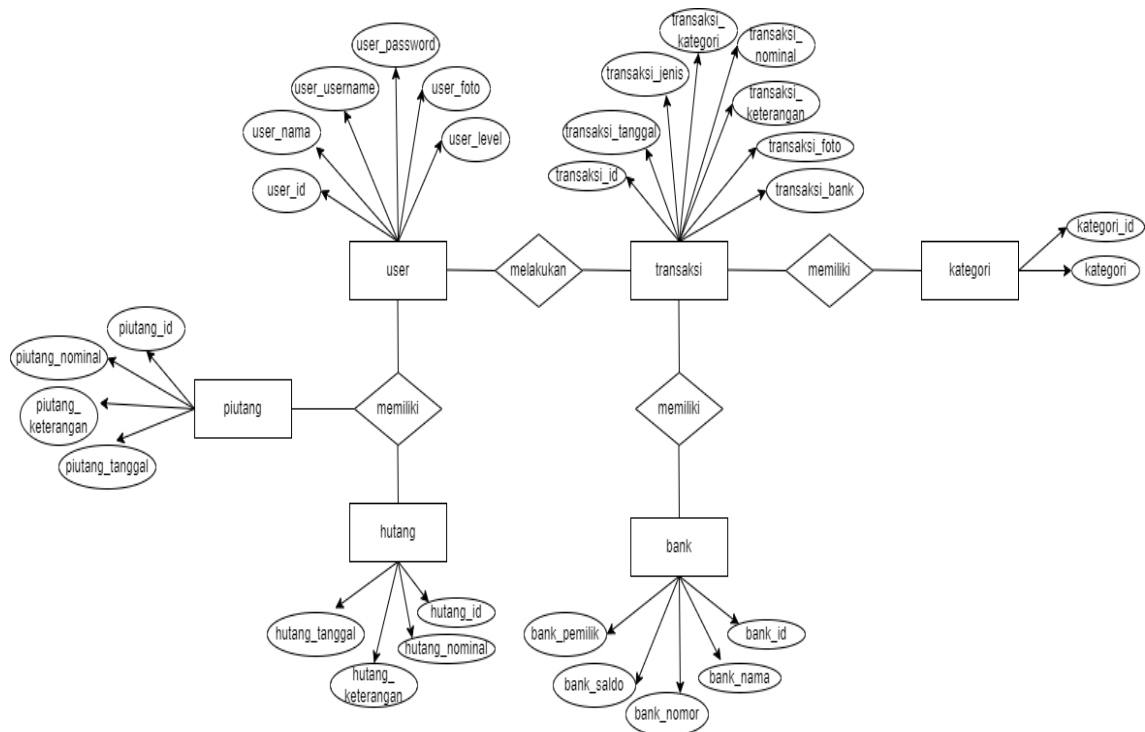 user_password
user_username
user_foto
user_nama
user_level
user_id
transaksi_
kategori
transaksi_
nominal
transaksi_jenis
transaksi_
keterangan
transaksi_tanggal
transaksi_foto
transaksi_id
transaksi_bank
user
melakukan
transaksi
memiliki
kategori
kategori_id
kategori
piutang_id
piutang_nominal
piutang_
keterangan
piutang_tanggal
piutang
memiliki
memiliki
hutang
bank
hutang_id
hutang_tanggal
hutang_nominal
hutang_
keterangan
bank_pemilik
bank_id
bank_saldo
bank_nama
bank_nomor